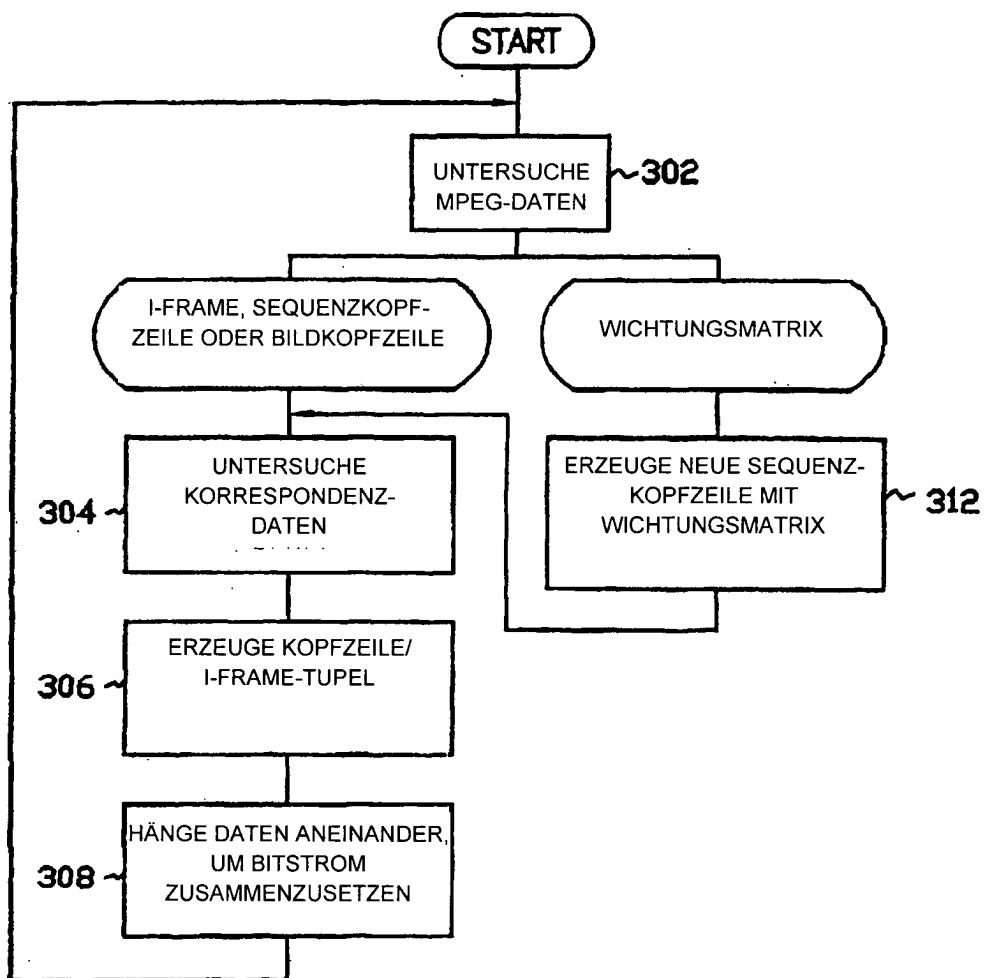 START
UNTERSUCHE
MPEG-DATEN
302
I-FRAME, SEQUENZKOPF-
ZEILE ODER BILDKOPFZEILE
WICHTUNGSMATRIX
UNTERSUCHE
KORRESPONDENZ-
DATEN
304
ERZEUGE NEUE SEQUENZ-
KOPFZEILE MIT
WICHTUNGSMATRIX
312
ERZEUGE KOPFZEILE/
I-FRAME-TUPEL
306
HÄNGE DATEN ANEINANDER,
UM BITSTROM
ZUSAMMENZUSETZEN
308